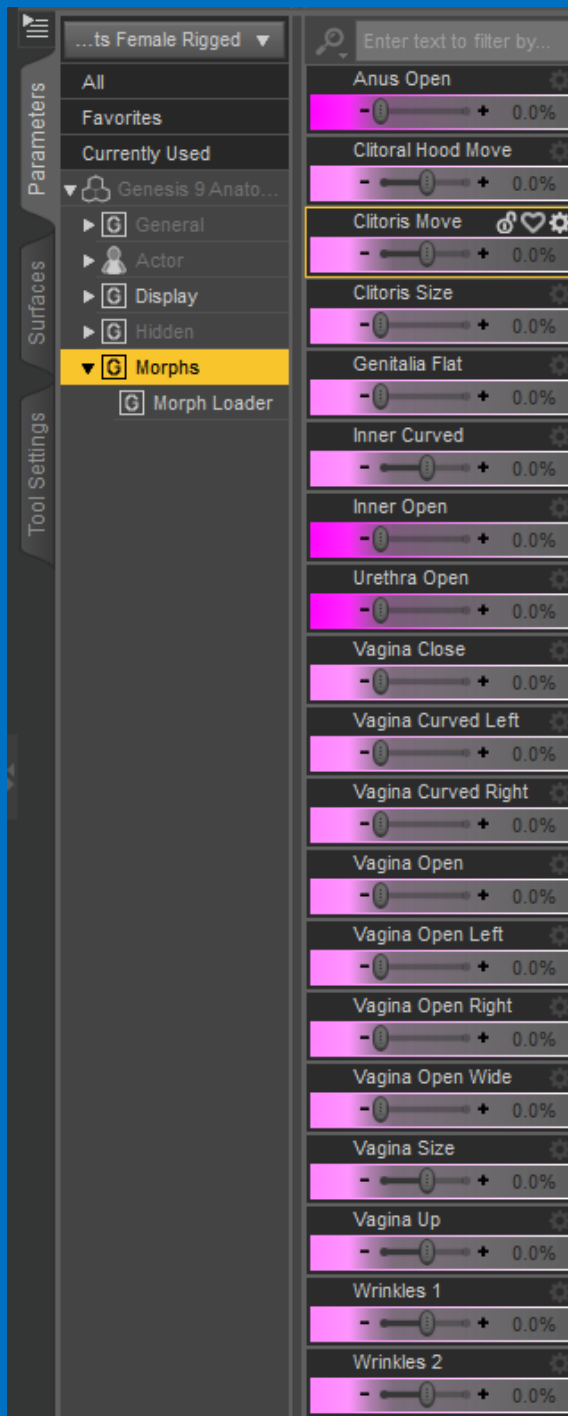 Parameters
Surfaces
Tool Settings
...ts Female Rigged
All
Favorites
Currently Used
Genesis 9 Anato...
G General
Actor
G Display
G Hidden
G Morphs
G Morph Loader
Enter text to filter by...
Anus Open
- + 0.0%
Clitoral Hood Move
- + 0.0%
Clitoris Move
- + 0.0%
Clitoris Size
- + 0.0%
Genitalia Flat
- + 0.0%
Inner Curved
- + 0.0%
Inner Open
- + 0.0%
Urethra Open
- + 0.0%
Vagina Close
- + 0.0%
Vagina Curved Left
- + 0.0%
Vagina Curved Right
- + 0.0%
Vagina Open
- + 0.0%
Vagina Open Left
- + 0.0%
Vagina Open Right
- + 0.0%
Vagina Open Wide
- + 0.0%
Vagina Size
- + 0.0%
Vagina Up
- + 0.0%
Wrinkles 1
- + 0.0%
Wrinkles 2
- + 0.0%